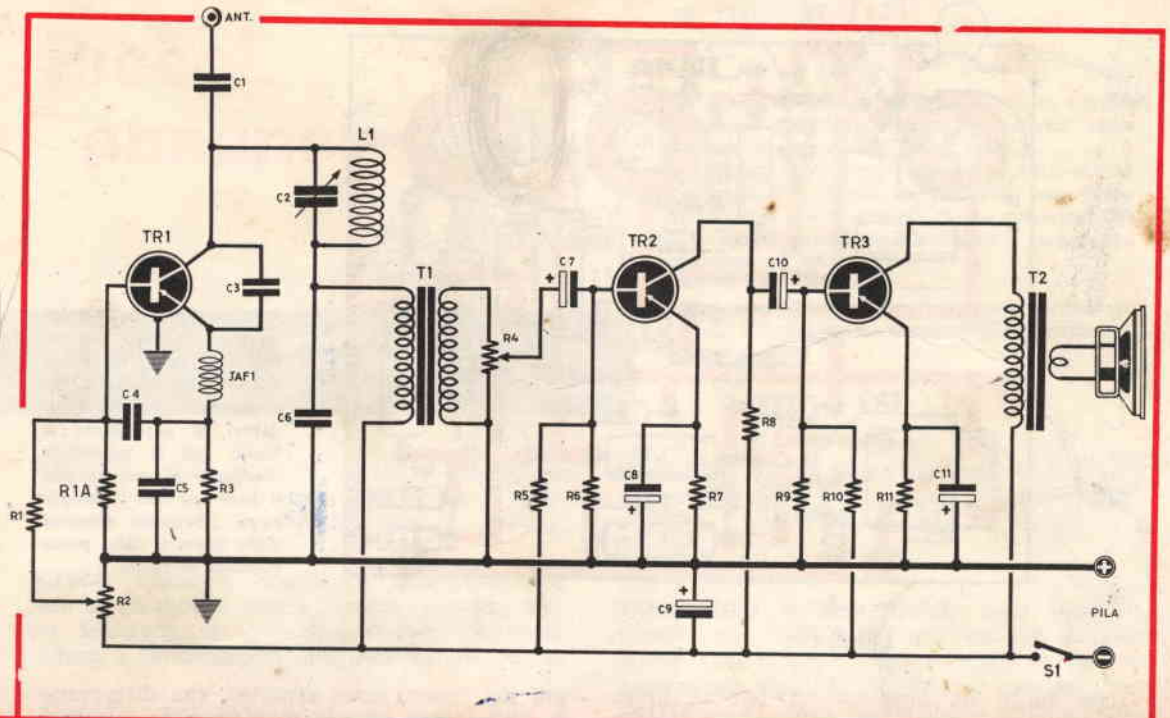 ANT.
C1
L1
C2
TR1
C3
T1
C7
+
TR2
C10
+
TR3
T2
R4
JAF1
C4
C6
R8
R1A
C5
R3
R5
R6
C8
+
R7
R9
R10
R11
C11
+
R1
R2
+
C9
+
PILA
-
S1